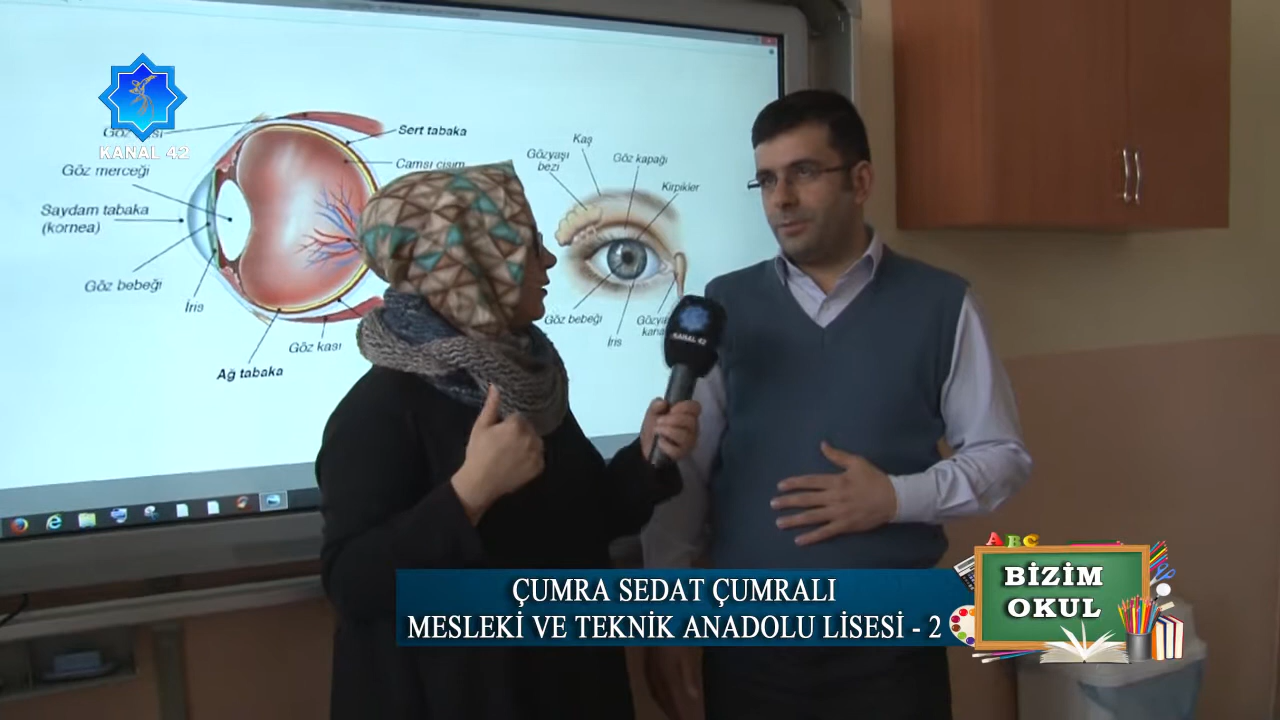 KANAL 42
Göz
Sert tabaka
Göz merceği
Camsı cisim
Saydam tabaka
(kornea)
Göz bebeği
İris
Göz kası
Ağ tabaka
Kaş
Gözyaşı
bezi
Göz kapağı
Kirpikler
Göz bebeği
İris
KANAL 42
ÇUMRA SEDAT ÇUMRALI
MESLEKİ VE TEKNİK ANADOLU LİSESİ - 2
ABC
BİZİM
OKUL